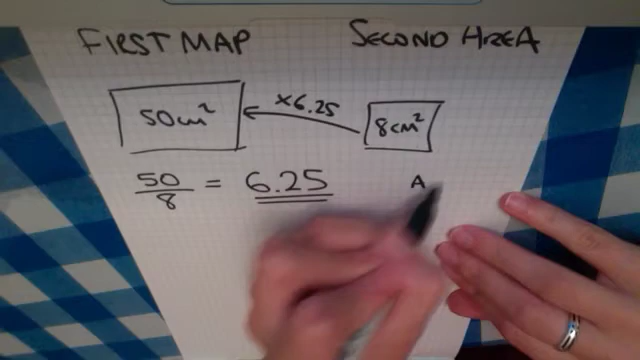 FIRST MAP SECOND AREA
50cm² ×6.25 8cm²
50/8 = 6.25 A